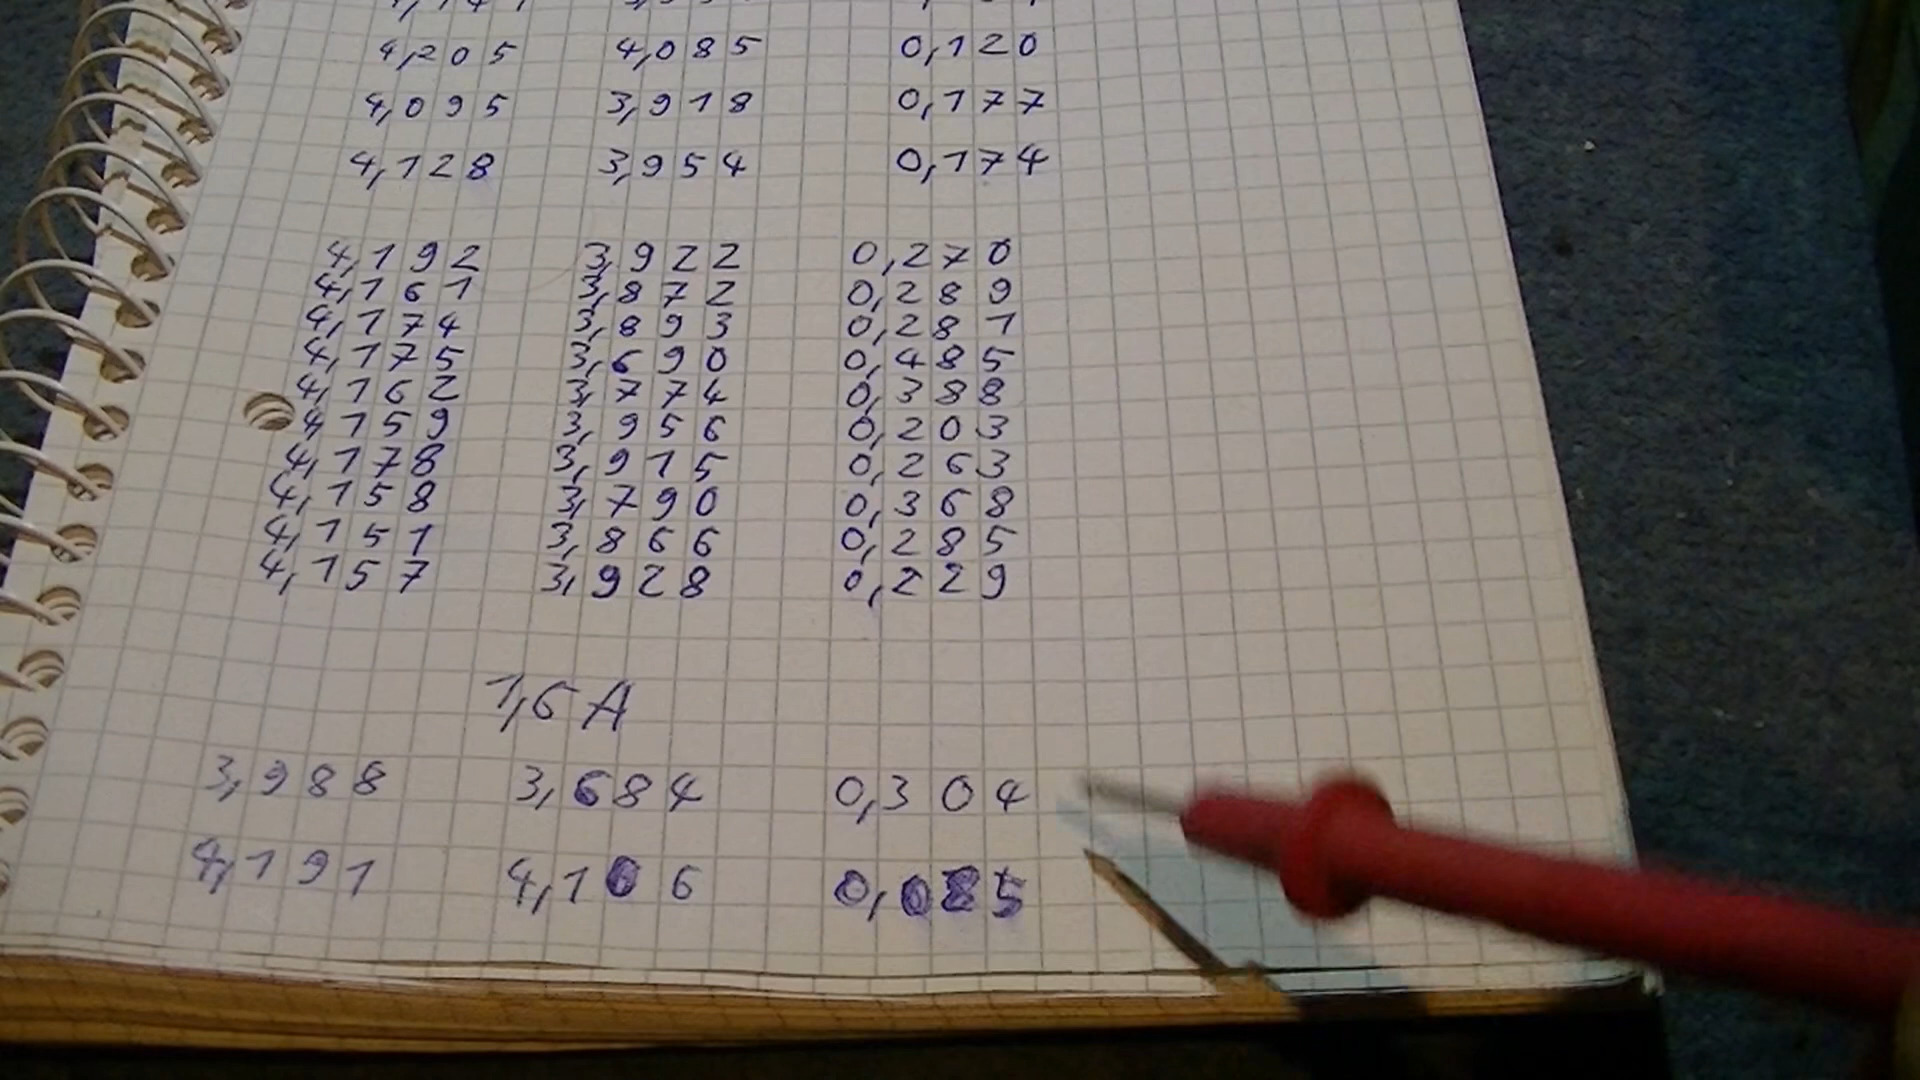 4,205 4,085 0,120
4,095 3,918 0,177
4,128 3,954 0,174
4,192 3,922 0,270
4,161 3,872 0,289
4,174 3,893 0,281
4,175 3,690 0,485
4,162 3,774 0,388
4,159 3,956 0,203
4,178 3,915 0,263
4,158 3,790 0,368
4,151 3,866 0,285
4,157 3,928 0,229
1,6 A
3,988 3,684 0,304
4,191 4,106 0,085